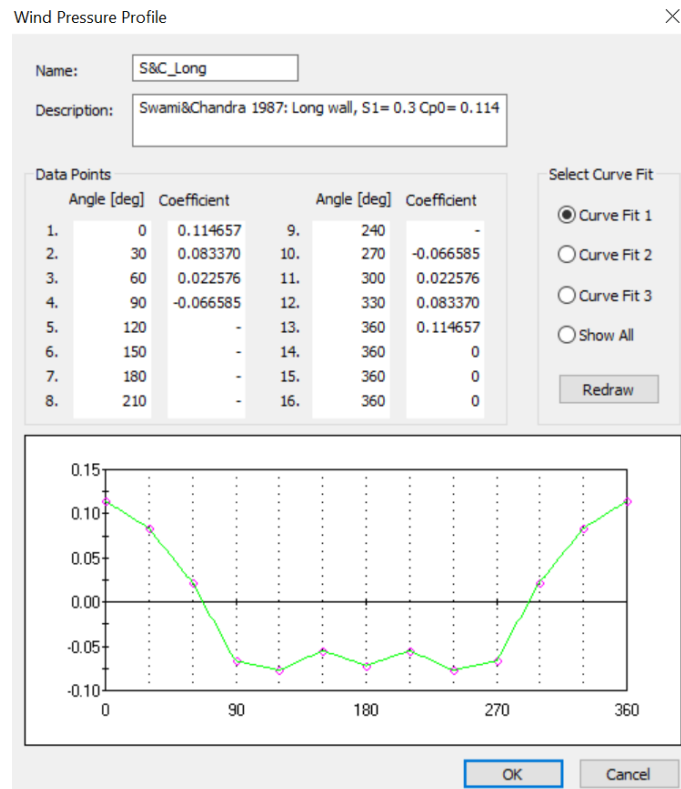 Wind Pressure Profile
Name: S&C_Long
Description: Swami&Chandra 1987: Long wall, S1= 0.3 Cp0= 0.114
Data Points Select Curve Fit
Angle [deg] Coefficient Angle [deg] Coefficient
1. 0 0.114657 9. 240 -
2. 30 0.083370 10. 270 -0.066585
3. 60 0.022576 11. 300 0.022576
4. 90 -0.066585 12. 330 0.083370
5. 120 - 13. 360 0.114657
6. 150 - 14. 360 0
7. 180 - 15. 360 0
8. 210 - 16. 360 0
Curve Fit 1
Curve Fit 2
Curve Fit 3
Show All
Redraw
0.15
0.10
0.05
0.00
-0.05
-0.10
0 90 180 270 360
OK Cancel